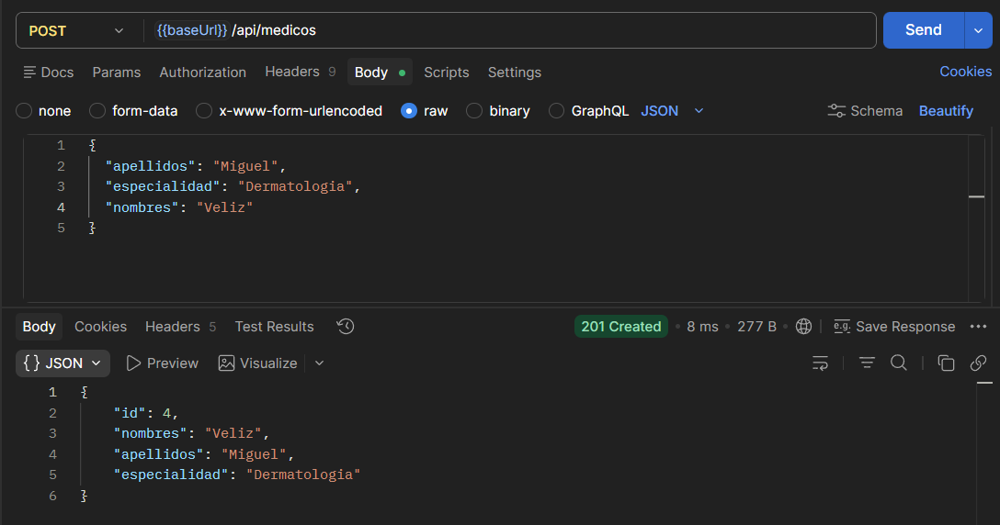 POST {{baseUrl}} /api/medicos Send
Docs Params Authorization Headers 9 Body Scripts Settings Cookies
none form-data x-www-form-urlencoded raw binary GraphQL JSON Schema Beautify
1 {
2 "apellidos": "Miguel",
3 "especialidad": "Dermatologia",
4 "nombres": "Veliz"
5 }
Body Cookies Headers 5 Test Results 201 Created • 8 ms • 277 B • e.g. Save Response
{} JSON Preview Visualize
1 {
2 "id": 4,
3 "nombres": "Veliz",
4 "apellidos": "Miguel",
5 "especialidad": "Dermatologia"
6 }